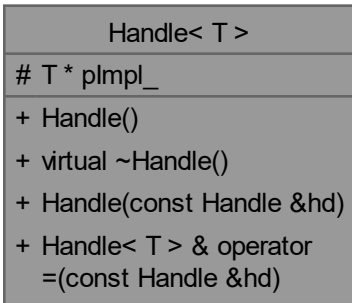 Handle< T >
# T * pImpl_
+ Handle()
+ virtual ~Handle()
+ Handle(const Handle &hd)
+ Handle< T > & operator
=(const Handle &hd)